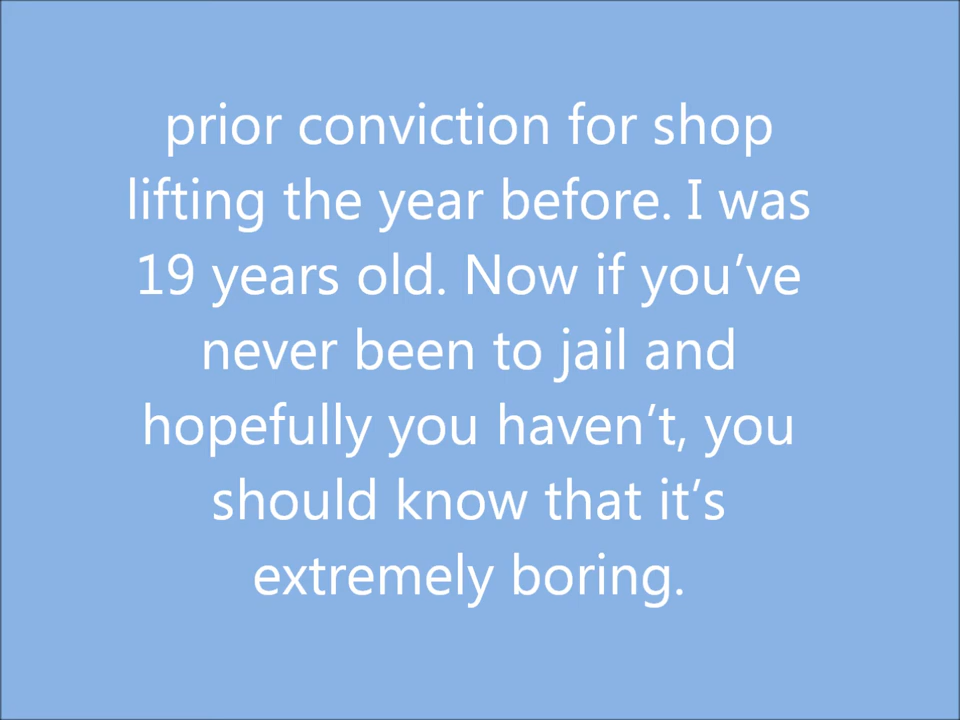 prior conviction for shop
lifting the year before. I was
19 years old. Now if you’ve
never been to jail and
hopefully you haven’t, you
should know that it’s
extremely boring.